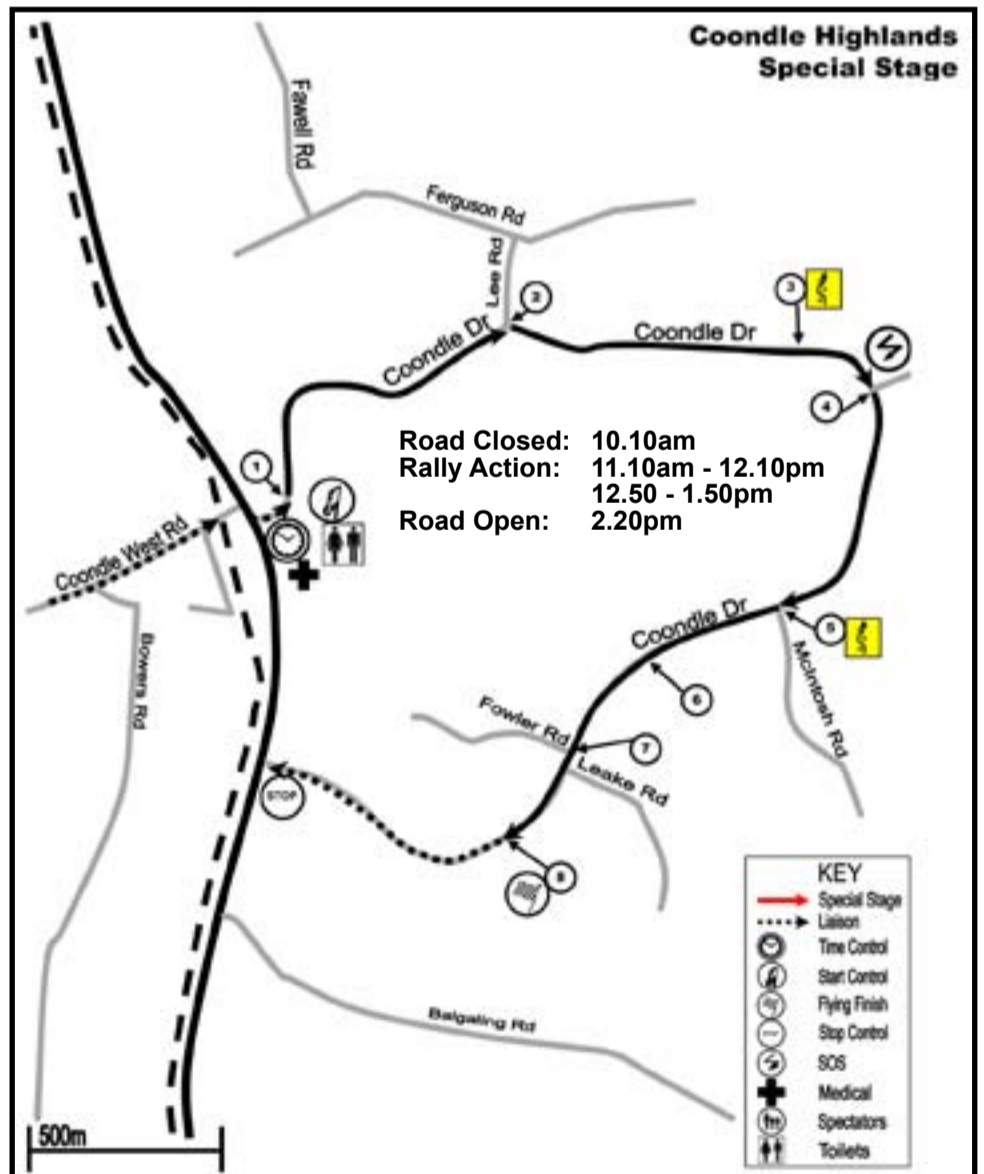 Coondle Highlands
Special Stage
Fawell Rd
Ferguson Rd
Lee Rd
2
3
Coondle Dr
Coondle Dr
4
Road Closed: 10.10am
Rally Action: 11.10am - 12.10pm
12.50 - 1.50pm
Road Open: 2.20pm
1
Coondle West Rd
Bowers Rd
Coondle Dr
5
McIntosh Rd
6
Fowler Rd
7
Leake Rd
STOP
8
KEY
Special Stage
Liaison
Time Control
Start Control
Flying Finish
Stop Control
SOS
Medical
Spectators
Toilets
Balgaling Rd
500m